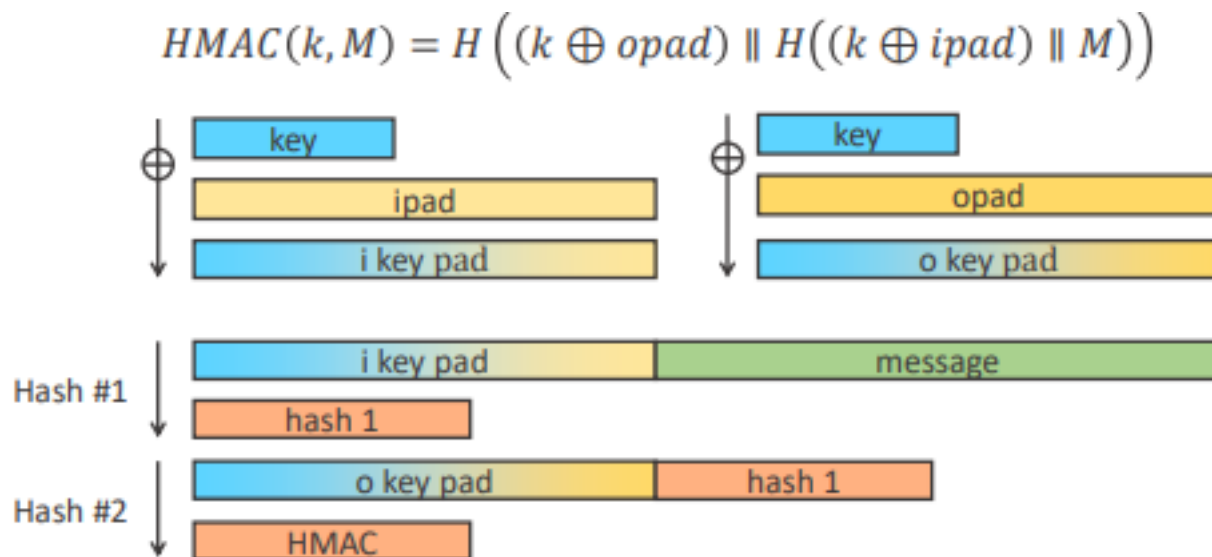 HMAC(k, M) = H((k ⊕ opad) ∥ H((k ⊕ ipad) ∥ M))
key
ipad
i key pad
key
opad
o key pad
Hash #1
i key pad message
hash 1
Hash #2
o key pad hash 1
HMAC